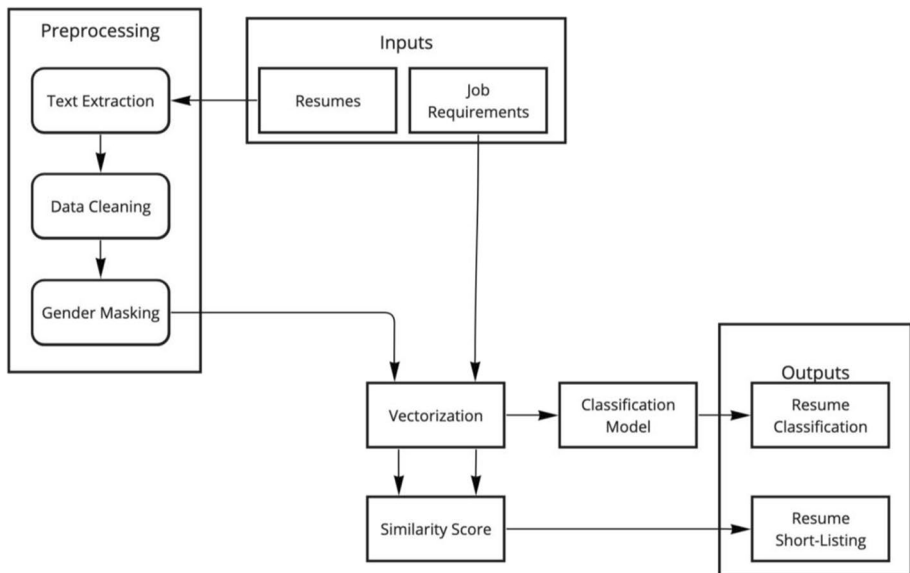 Preprocessing
Text Extraction
Data Cleaning
Gender Masking
Inputs
Resumes
Job
Requirements
Vectorization
Classification
Model
Similarity Score
Outputs
Resume
Classification
Resume
Short-Listing